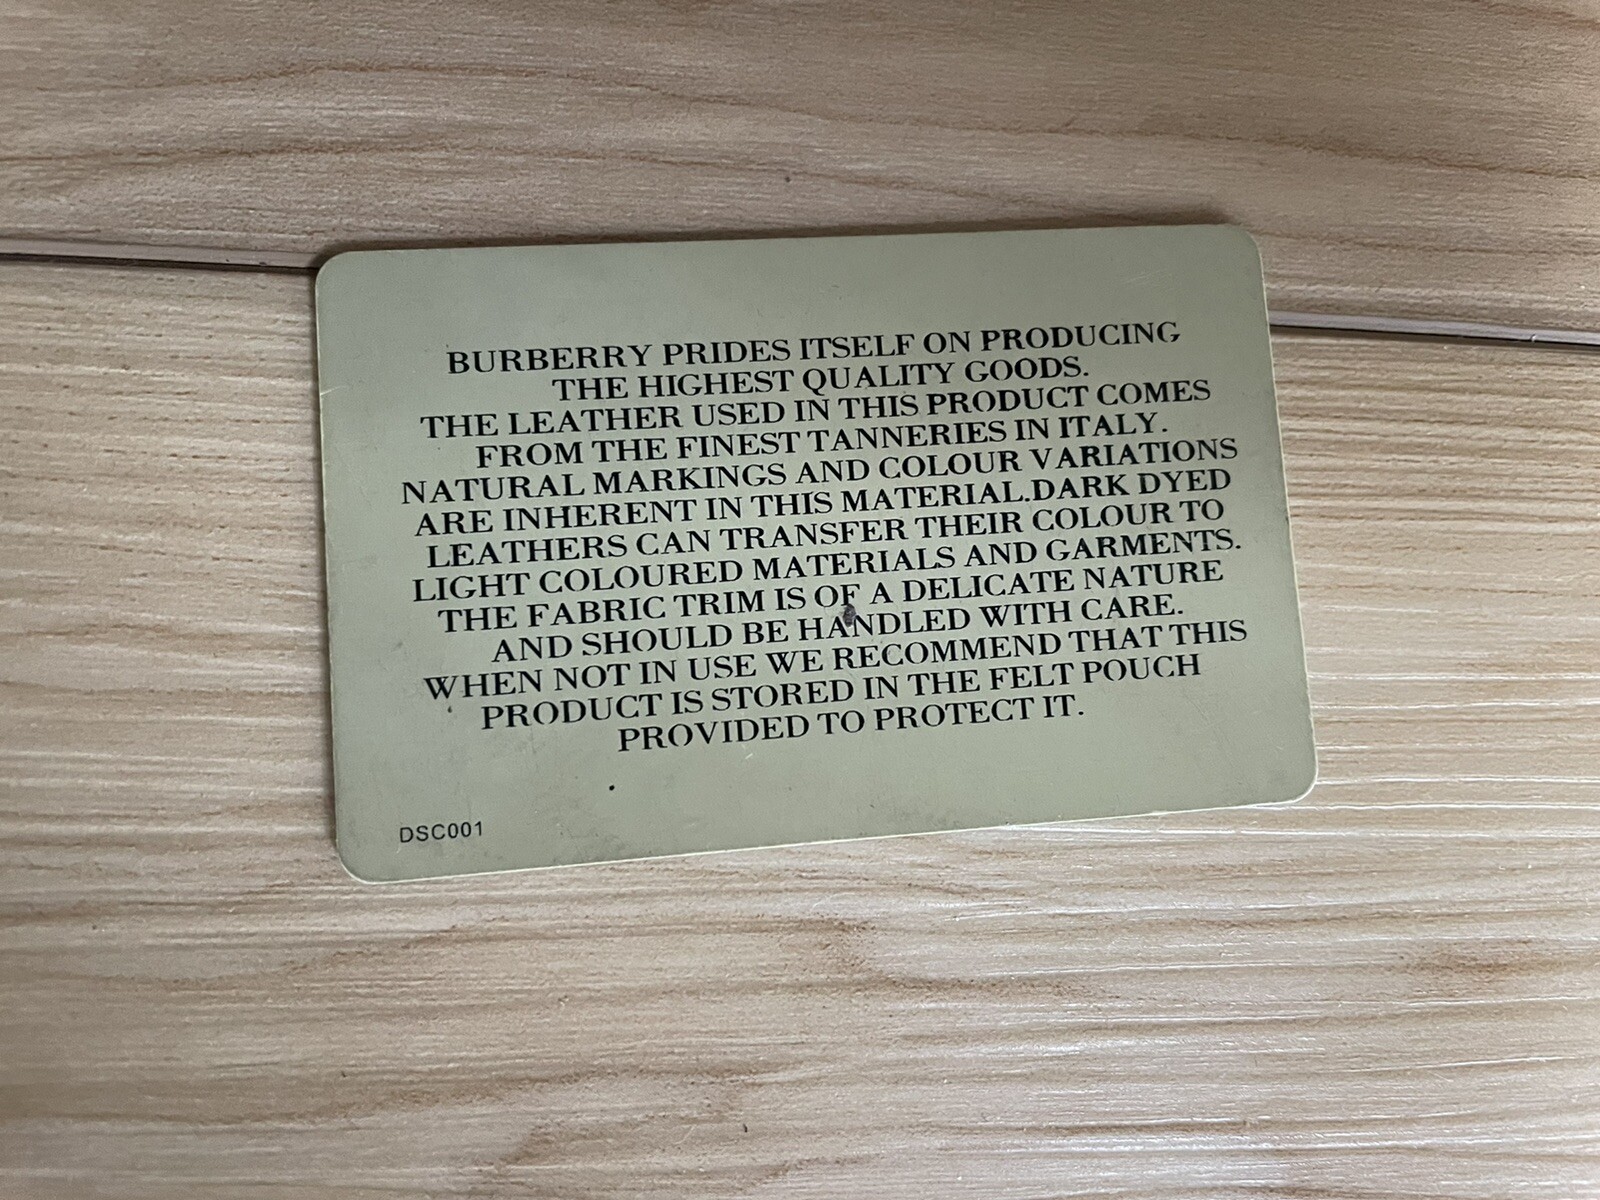 BURBERRY PRIDES ITSELF ON PRODUCING
THE HIGHEST QUALITY GOODS.
THE LEATHER USED IN THIS PRODUCT COMES
FROM THE FINEST TANNERIES IN ITALY.
NATURAL MARKINGS AND COLOUR VARIATIONS
ARE INHERENT IN THIS MATERIAL.DARK DYED
LEATHERS CAN TRANSFER THEIR COLOUR TO
LIGHT COLOURED MATERIALS AND GARMENTS.
THE FABRIC TRIM IS OF A DELICATE NATURE
AND SHOULD BE HANDLED WITH CARE.
WHEN NOT IN USE WE RECOMMEND THAT THIS
PRODUCT IS STORED IN THE FELT POUCH
PROVIDED TO PROTECT IT.
DSC001